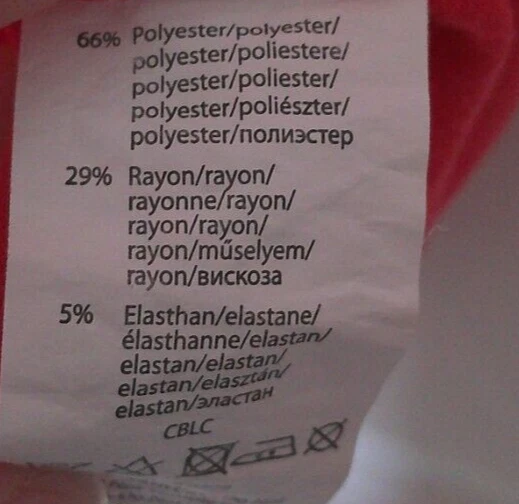 66% Polyester/polyester/
polyester/poliestere/
polyester/poliester/
polyester/poliészter/
polyester/полиэстер
29% Rayon/rayon/
rayonne/rayon/
rayon/rayon/
rayon/műselyem/
rayon/вискоза
5% Elasthan/elastane/
élasthanne/elastan/
elastan/elastan/
elastan/elasztán/
elastan/эластан
CBLC